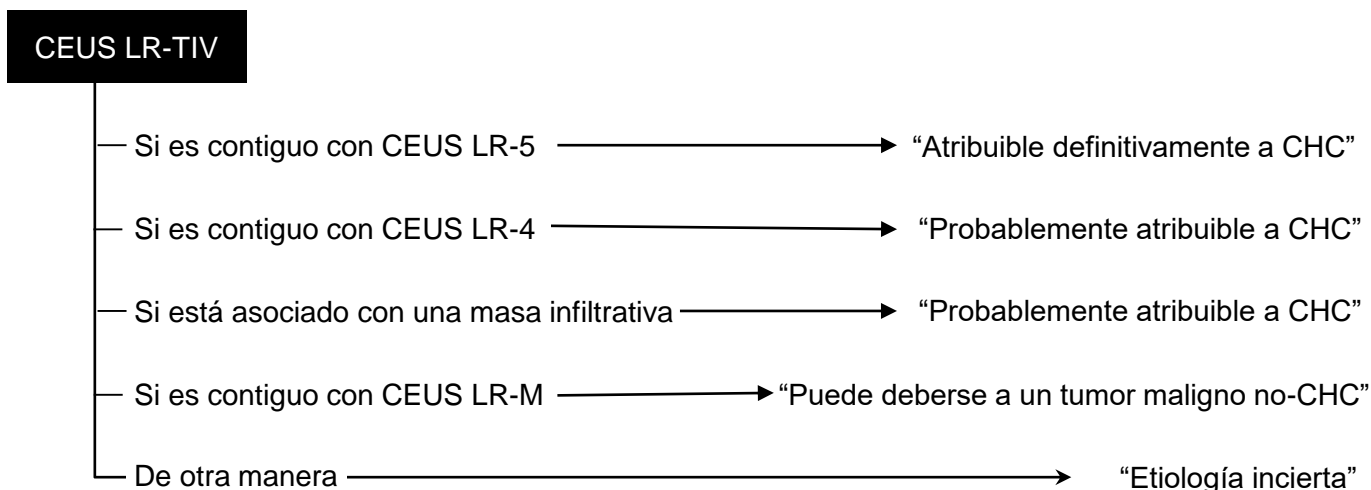 CEUS LR-TIV
Si es contiguo con CEUS LR-5 “Atribuible definitivamente a CHC”
Si es contiguo con CEUS LR-4 “Probablemente atribuible a CHC”
Si está asociado con una masa infiltrativa “Probablemente atribuible a CHC”
Si es contiguo con CEUS LR-M “Puede deberse a un tumor maligno no-CHC”
De otra manera “Etiología incierta”